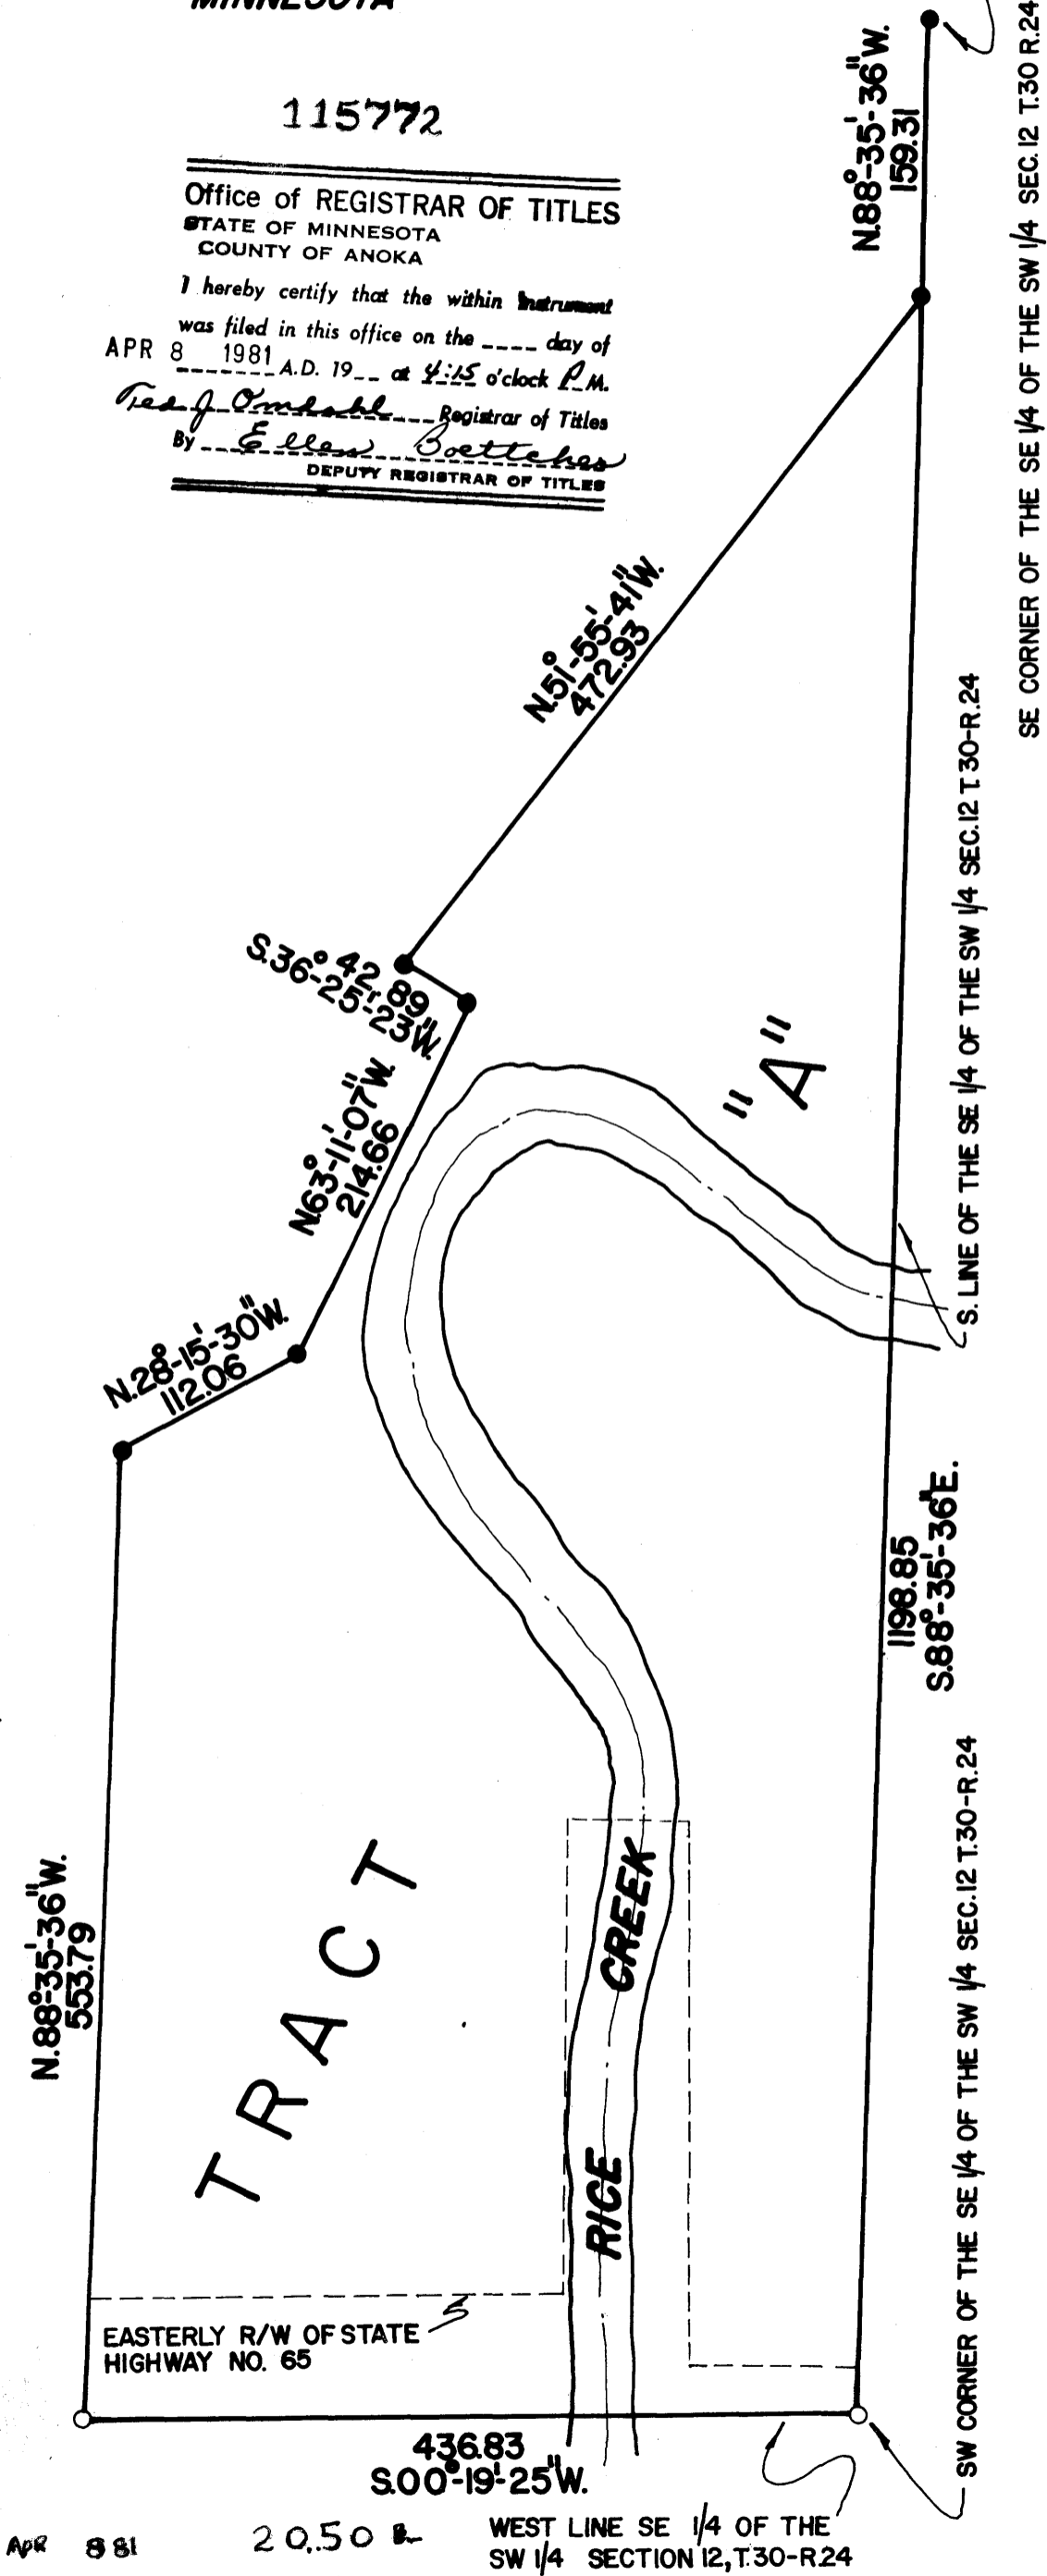 MINNESOTA
115772
Office of REGISTRAR OF TITLES
STATE OF MINNESOTA
COUNTY OF ANOKA
I hereby certify that the within Instrument
was filed in this office on the ____ day of
APR 8 1981 A.D. 19__ at 4:15 o'clock P.M.
Ted J Omdahl Registrar of Titles
By Ellen Boettcher
DEPUTY REGISTRAR OF TITLES
N.88°-35'-36"W.
159.31
SE CORNER OF THE SE 1/4 OF THE SW 1/4 SEC.12 T.30 R.24
N.51°-55'-41"W.
472.93
42.89
S.36°-25'-23"W.
N.63°-11'-07"W.
214.66
N.28°-15'-30"W.
112.06
S. LINE OF THE SE 1/4 OF THE SW 1/4 SEC.12 T.30-R.24
1198.85
S.88°-35'-36"E.
N.88°-35'-36"W.
553.79
TRACT "A"
RICE CREEK
EASTERLY R/W OF STATE
HIGHWAY NO. 65
SW CORNER OF THE SE 1/4 OF THE SW 1/4 SEC.12 T.30-R.24
436.83
S.00°-19'-25"W.
WEST LINE SE 1/4 OF THE
SW 1/4 SECTION 12, T.30-R.24
APR 8 81
20.50